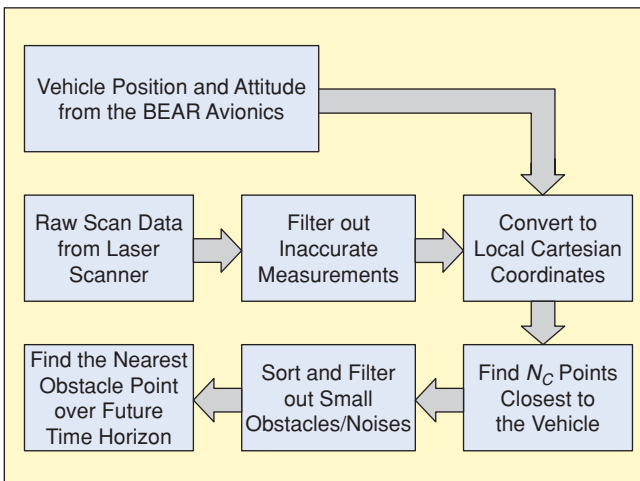 Vehicle Position and Attitude
from the BEAR Avionics
Raw Scan Data
from Laser
Scanner
Filter out
Inaccurate
Measurements
Convert to
Local Cartesian
Coordinates
Find the Nearest
Obstacle Point
over Future
Time Horizon
Sort and Filter
out Small
Obstacles/Noises
Find N_C Points
Closest to
the Vehicle